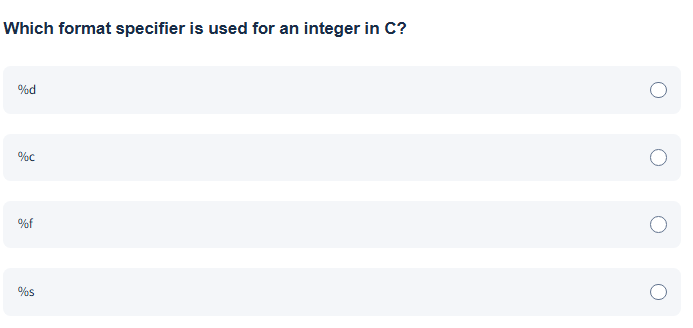 Which format specifier is used for an integer in C?
%d
%c
%f
%s